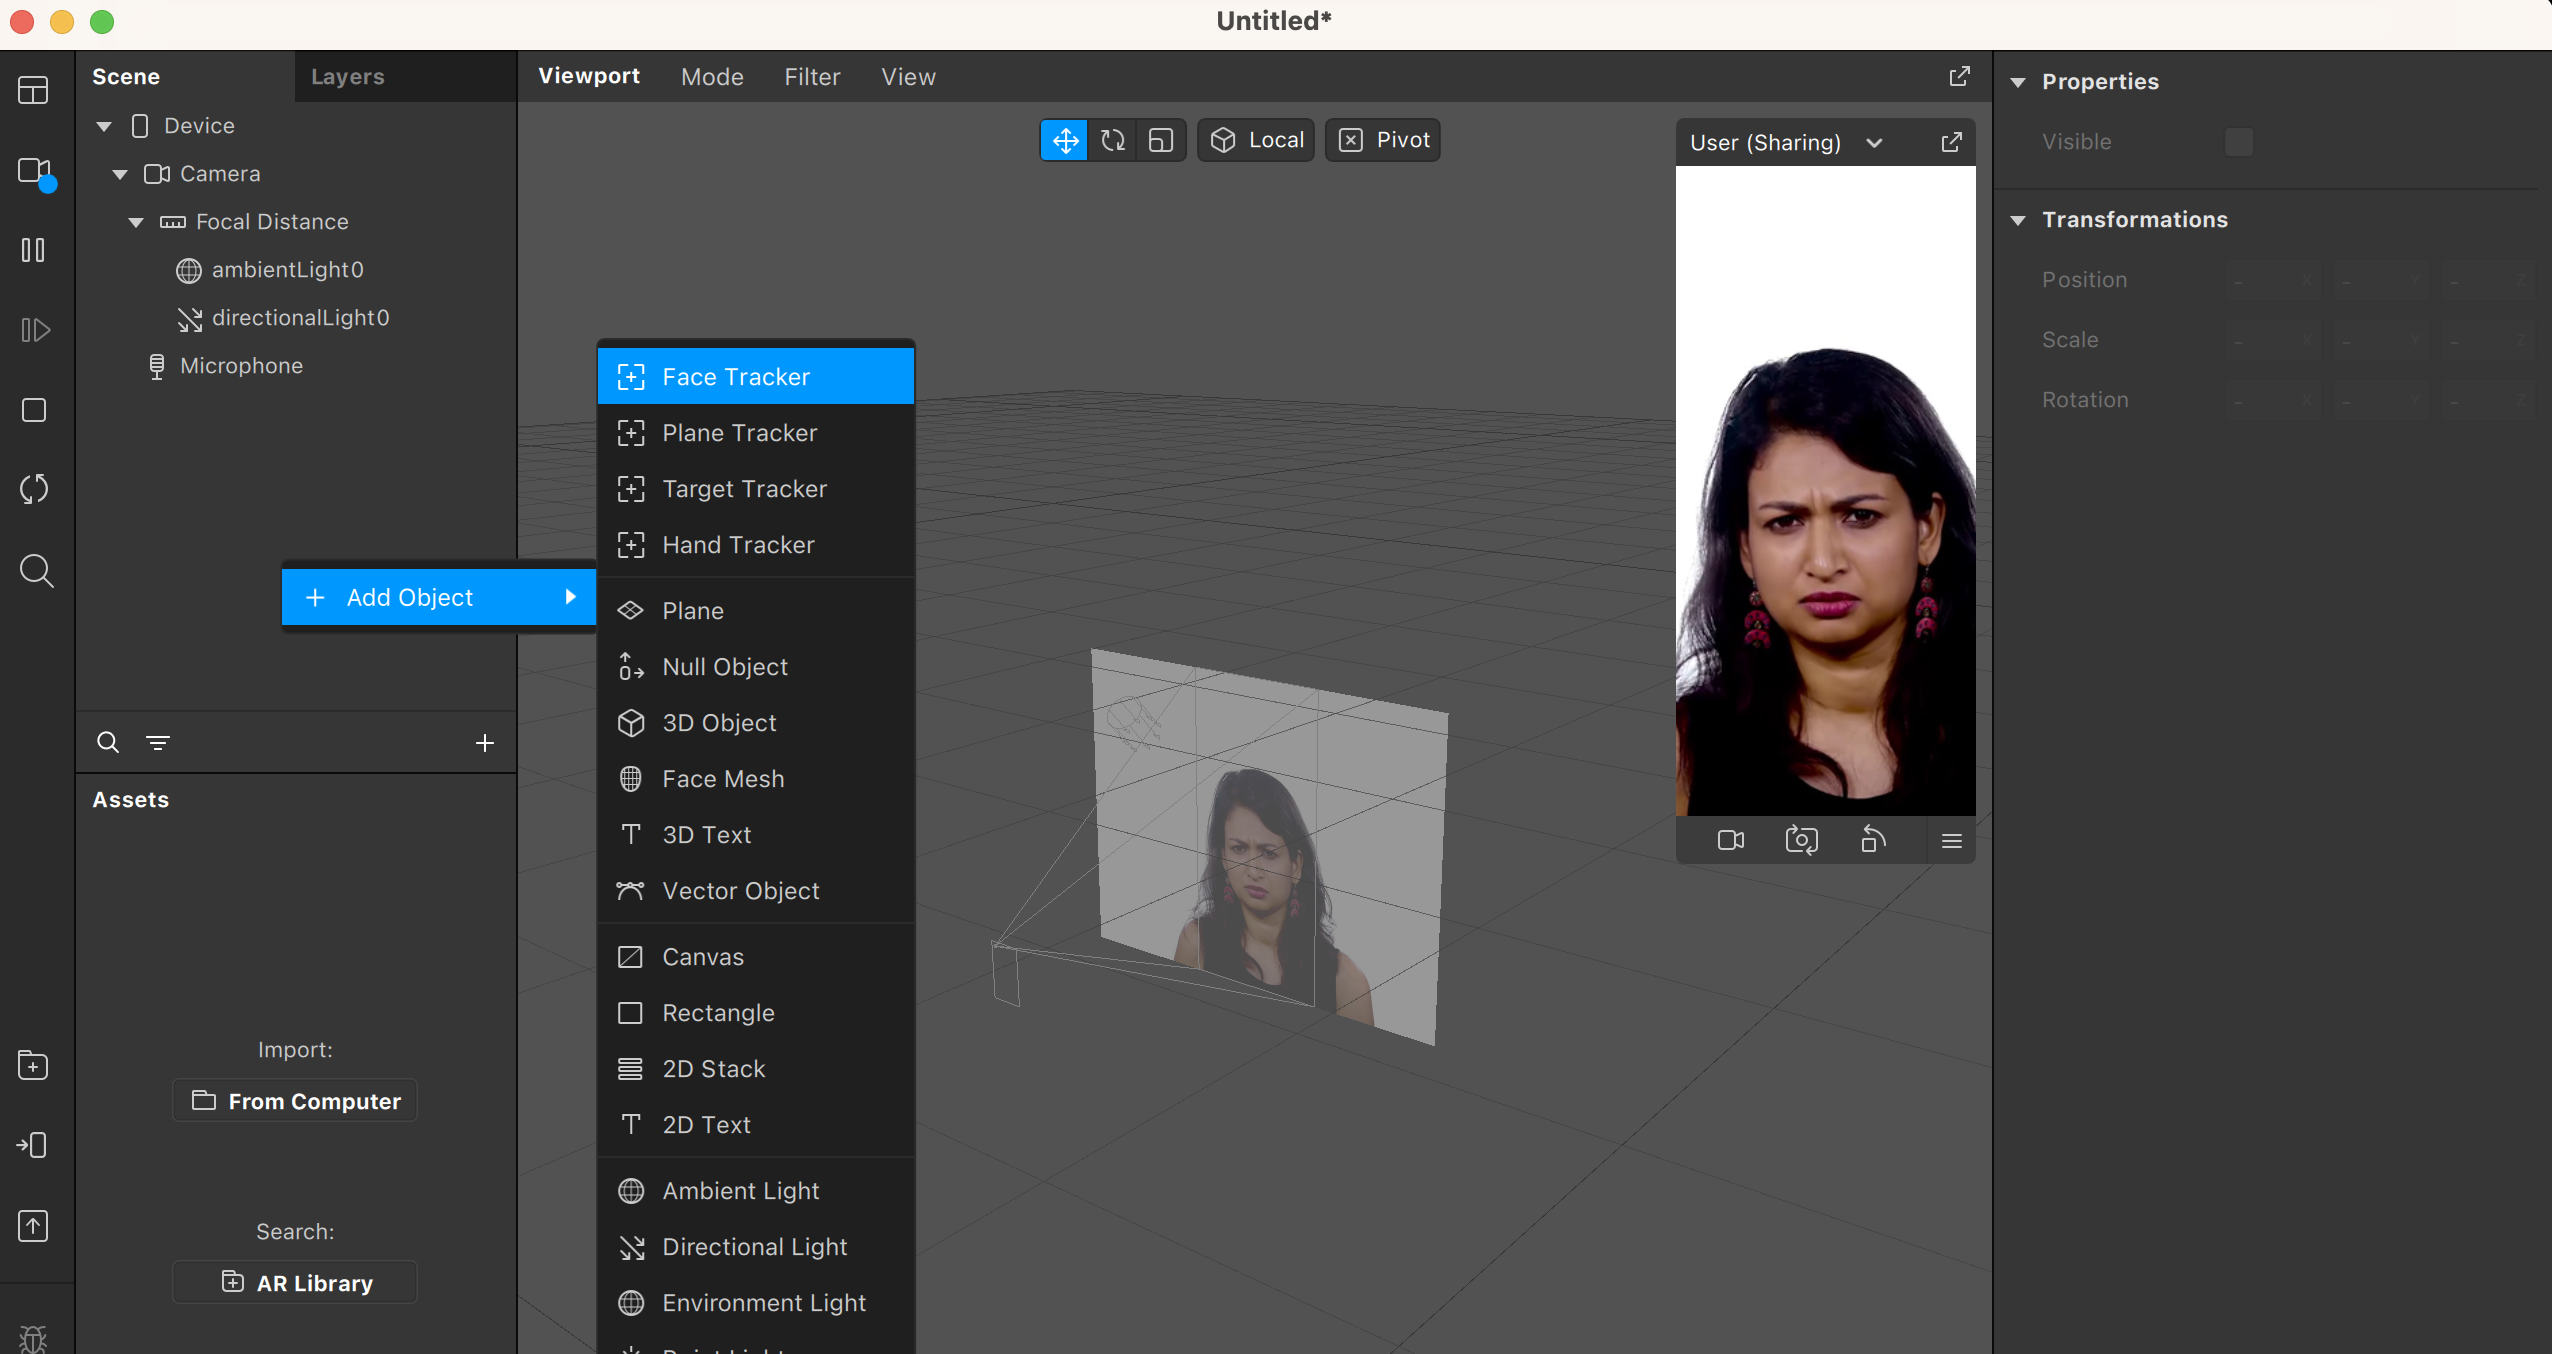 Untitled*
Scene
Layers
Device
Camera
Focal Distance
ambientLight0
directionalLight0
Microphone
Add Object
Assets
Import:
From Computer
Search:
AR Library
Viewport Mode Filter View
Local
Pivot
Face Tracker
Plane Tracker
Target Tracker
Hand Tracker
Plane
Null Object
3D Object
Face Mesh
3D Text
Vector Object
Canvas
Rectangle
2D Stack
2D Text
Ambient Light
Directional Light
Environment Light
User (Sharing)
Properties
Visible
Transformations
Position - X - Y - Z
Scale - X - Y - Z
Rotation - X - Y - Z